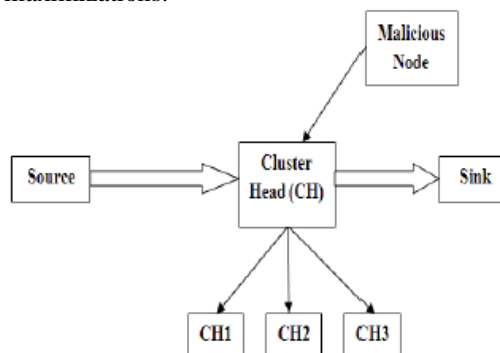 Malicious
Node
Source
Cluster
Head (CH)
Sink
CH1
CH2
CH3